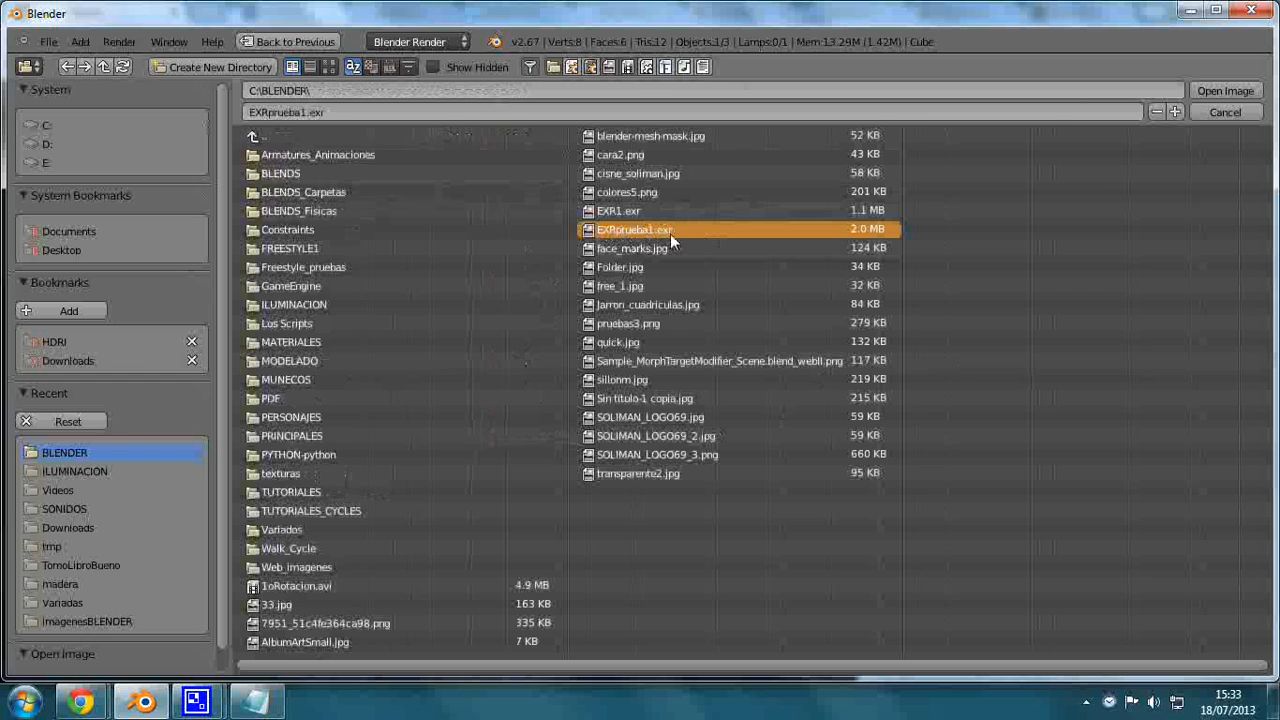 Blender
File Add Render Window Help Back to Previous Blender Render v2.67 | Verts:8 | Faces:6 | Tris:12 | Objects:1/3 | Lamps:0/1 | Mem:13.29M (1.42M) | Cube
Create New Directory Show Hidden
System
C:
D:
E:
System Bookmarks
Documents
Desktop
Bookmarks
Add
HDRI
Downloads
Recent
Reset
BLENDER
ILUMINACION
Videos
SONIDOS
Downloads
tmp
TomoLibroBueno
madera
Variadas
imagenesBLENDER
Open Image
C:\BLENDER\ Open Image
EXRprueba1.exr Cancel
..
Armatures_Animaciones
BLENDS
BLENDS_Carpetas
BLENDS_Fisicas
Constraints
FREESTYLE1
Freestyle_pruebas
GameEngine
ILUMINACION
Los Scripts
MATERIALES
MODELADO
MUNECOS
PDF
PERSONAJES
PRINCIPALES
PYTHON-python
texturas
TUTORIALES
TUTORIALES_CYCLES
Variados
Walk_Cycle
Web_imagenes
1oRotacion.avi 4.9 MB
33.jpg 163 KB
7951_51c4fe364ca98.png 335 KB
AlbumArtSmall.jpg 7 KB
blender-mesh-mask.jpg 52 KB
cara2.png 43 KB
cisne_soliman.jpg 58 KB
colores5.png 201 KB
EXR1.exr 1.1 MB
EXRprueba1.exr 2.0 MB
face_marks.jpg 124 KB
Folder.jpg 34 KB
free_1.jpg 32 KB
Jarron_cuadriculas.jpg 84 KB
pruebas3.png 279 KB
quick.jpg 132 KB
Sample_MorphTargetModifier_Scene.blend_webII.png 117 KB
sillonm.jpg 219 KB
Sin titulo-1 copia.jpg 215 KB
SOLIMAN_LOGO69.jpg 59 KB
SOLIMAN_LOGO69_2.jpg 59 KB
SOLIMAN_LOGO69_3.png 660 KB
transparente2.jpg 95 KB
15:33
18/07/2013